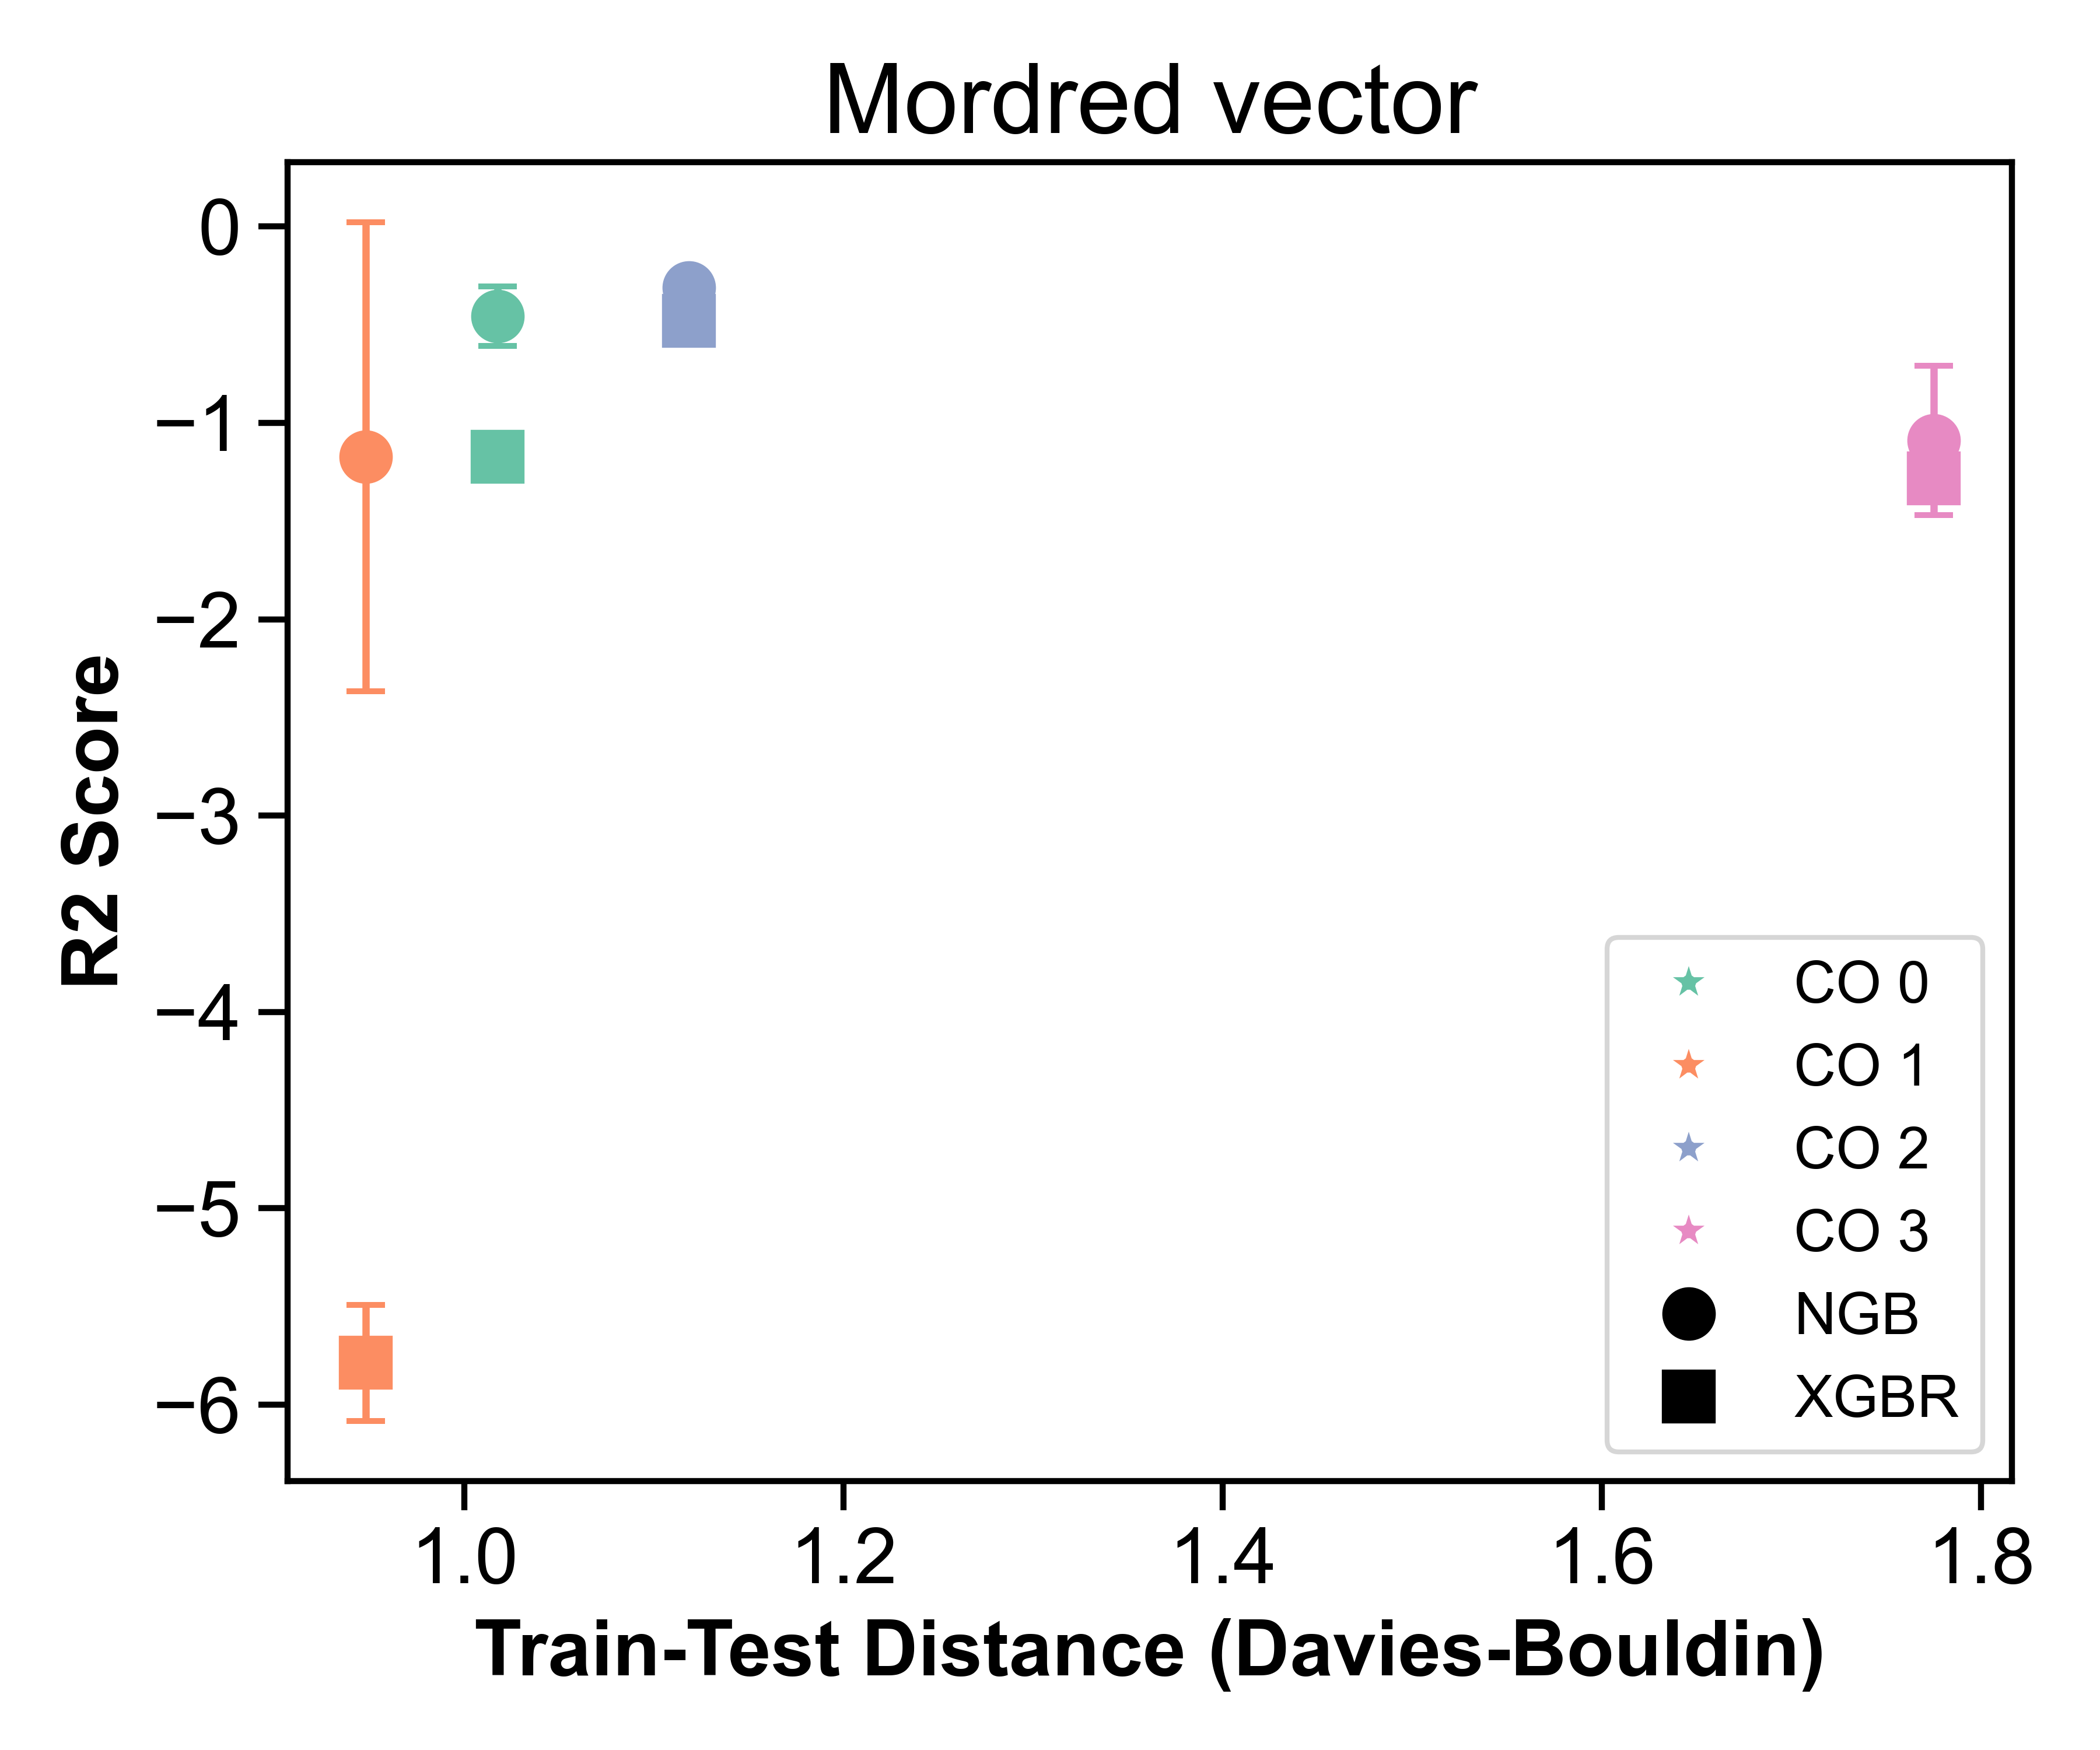 Mordred vector
0
−1
−2
−3
−4
−5
−6
R2 Score
1.0 1.2 1.4 1.6 1.8
Train-Test Distance (Davies-Bouldin)
CO 0
CO 1
CO 2
CO 3
NGB
XGBR